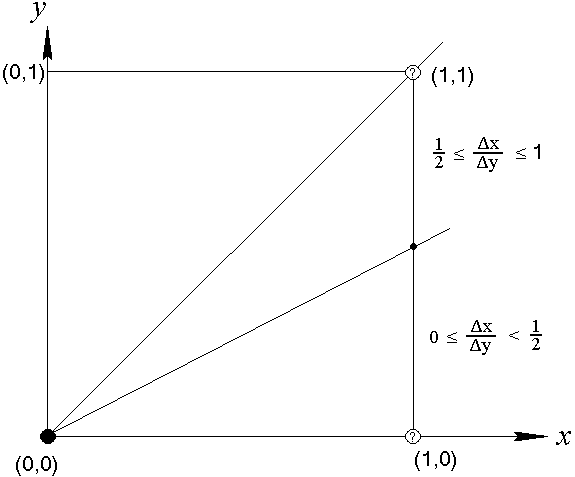 y
(0,1)
?
(1,1)
1/2 ≤ Δx/Δy ≤ 1
0 ≤ Δx/Δy < 1/2
?
x
(0,0)
(1,0)